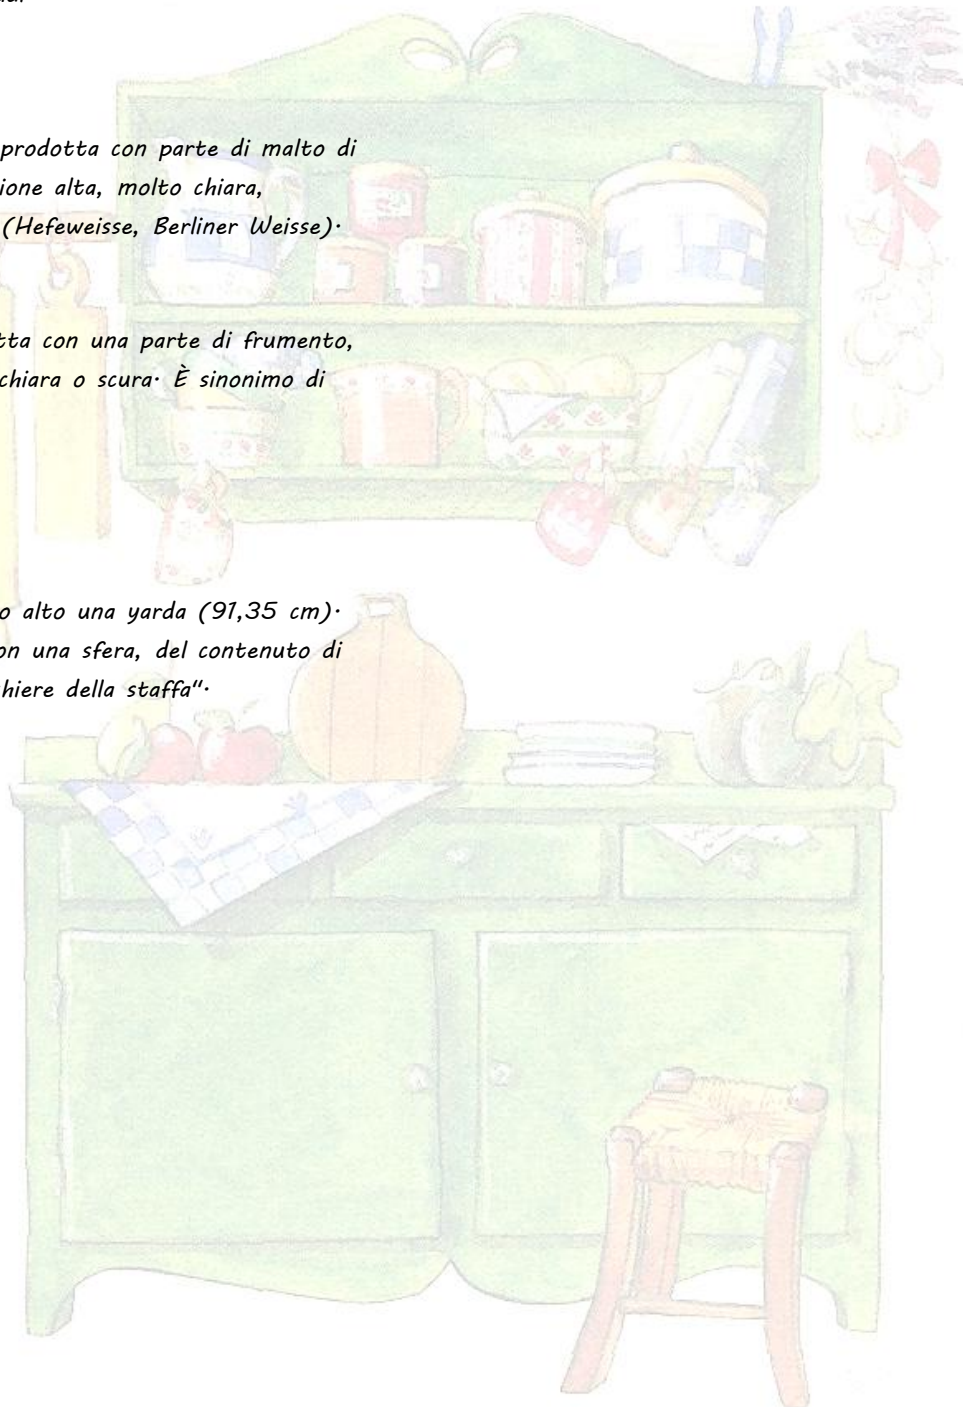 prodotta con parte di malto di
ione alta, molto chiara,
(Hefeweisse, Berliner Weisse).
tta con una parte di frumento,
chiara o scura. È sinonimo di
o alto una yarda (91,35 cm).
on una sfera, del contenuto di
hiere della staffa".